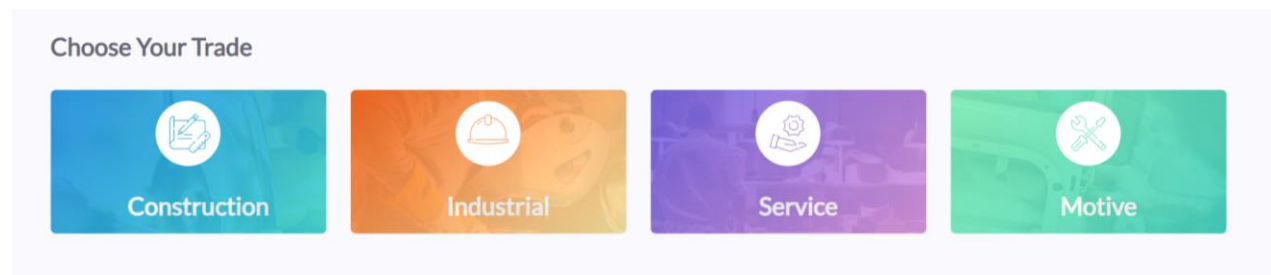 Choose Your Trade
Construction
Industrial
Service
Motive